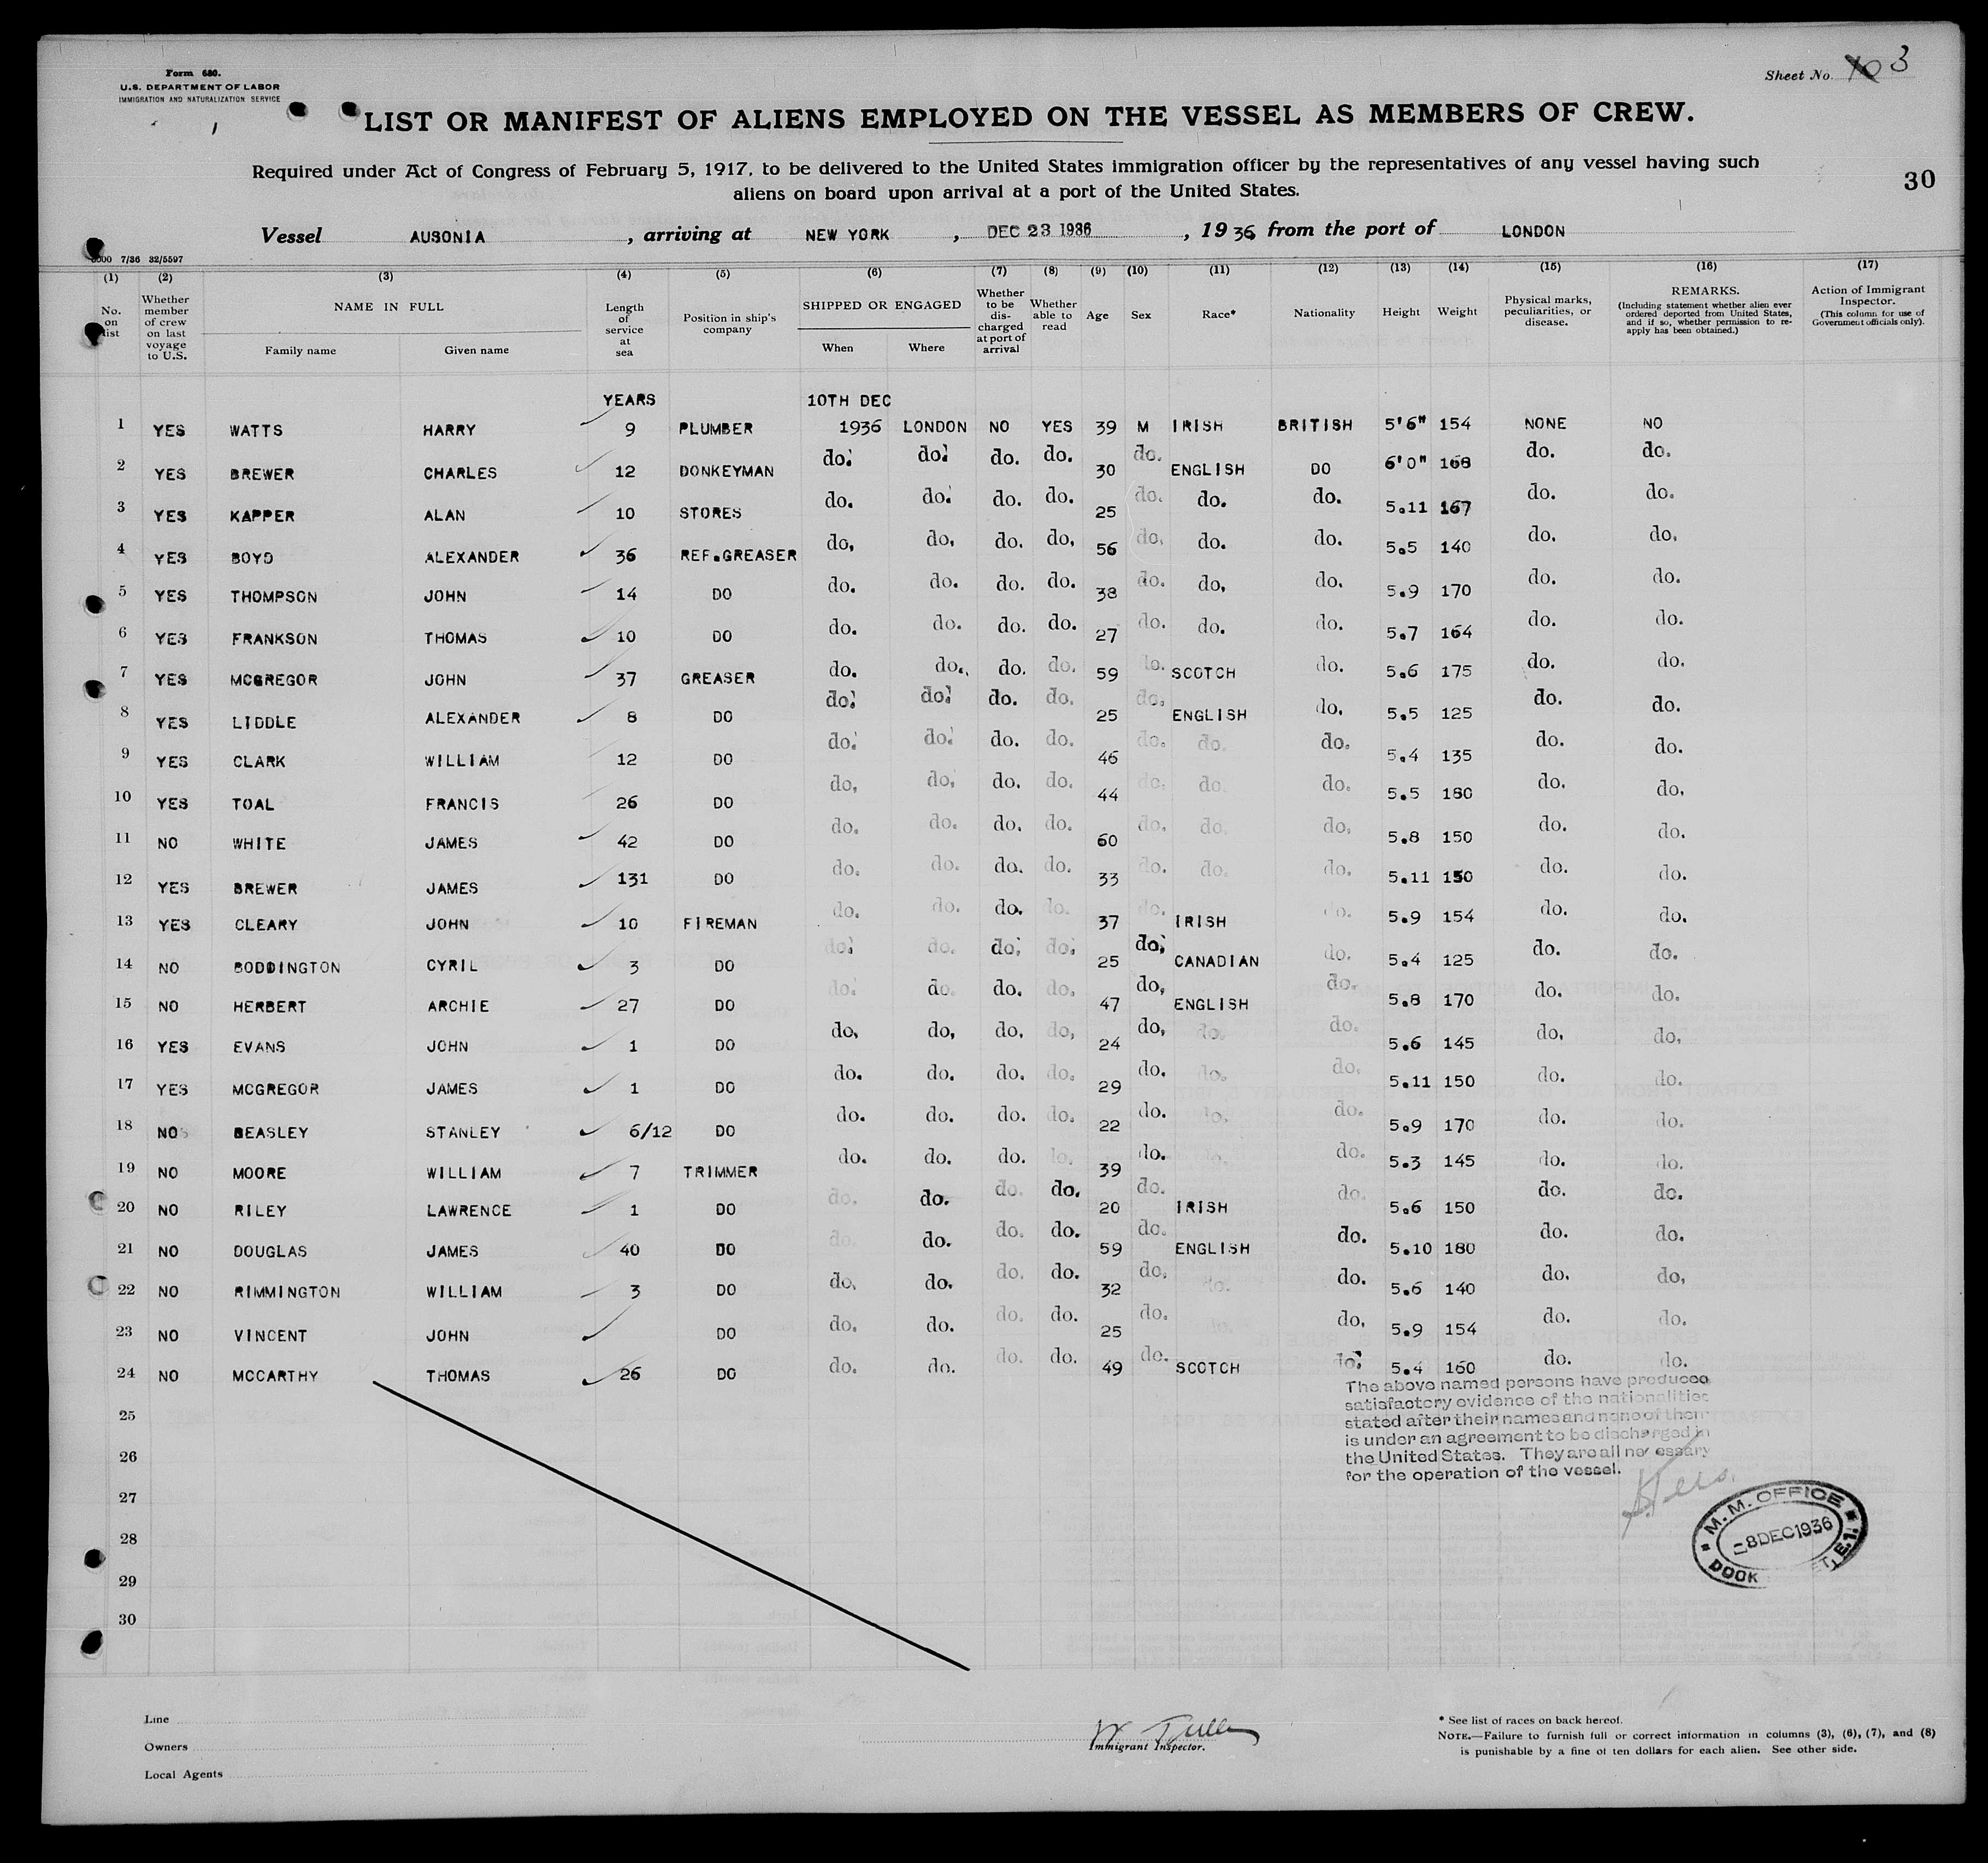 Form 680.
U.S. DEPARTMENT OF LABOR
IMMIGRATION AND NATURALIZATION SERVICE
Sheet No. 3
LIST OR MANIFEST OF ALIENS EMPLOYED ON THE VESSEL AS MEMBERS OF CREW.
Required under Act of Congress of February 5, 1917, to be delivered to the United States immigration officer by the representatives of any vessel having such
aliens on board upon arrival at a port of the United States.
30
Vessel AUSONIA, arriving at NEW YORK, DEC 23 1936, 1936 from the port of LONDON
7/36 32/5597
(1) (2) (3) (4) (5) (6) (7) (8) (9) (10) (11) (12) (13) (14) (15) (16) (17)
No. on list
Whether member of crew on last voyage to U.S.
NAME IN FULL
Family name Given name
Length of service at sea
Position in ship's company
SHIPPED OR ENGAGED
When Where
Whether to be discharged at port of arrival
Whether able to read
Age
Sex
Race*
Nationality
Height
Weight
Physical marks, peculiarities, or disease.
REMARKS.
(Including statement whether alien ever ordered deported from United States, and if so, whether permission to reapply has been obtained.)
Action of Immigrant Inspector.
(This column for use of Government officials only).
YEARS 10TH DEC
1 YES WATTS HARRY 9 PLUMBER 1936 LONDON NO YES 39 M IRISH BRITISH 5'6" 154 NONE NO
2 YES BREWER CHARLES 12 DONKEYMAN do. do. do. do. 30 do. ENGLISH DO 6'0" 168 do. do.
3 YES KAPPER ALAN 10 STORES do. do. do. do. 25 do. do. do. 5.11 167 do. do.
4 YES BOYD ALEXANDER 36 REF.GREASER do. do. do. do. 56 do. do. do. 5.5 140 do. do.
5 YES THOMPSON JOHN 14 DO do. do. do. do. 38 do. do. do. 5.9 170 do. do.
6 YES FRANKSON THOMAS 10 DO do. do. do. do. 27 do. do. do. 5.7 164 do. do.
7 YES MCGREGOR JOHN 37 GREASER do. do. do. do. 59 do. SCOTCH do. 5.6 175 do. do.
8 YES LIDDLE ALEXANDER 8 DO do. do. do. do. 25 do. ENGLISH do. 5.5 125 do. do.
9 YES CLARK WILLIAM 12 DO do. do. do. do. 46 do. do. do. 5.4 135 do. do.
10 YES TOAL FRANCIS 26 DO do. do. do. do. 44 do. do. do. 5.5 180 do. do.
11 NO WHITE JAMES 42 DO do. do. do. do. 60 do. do. do. 5.8 150 do. do.
12 YES BREWER JAMES 131 DO do. do. do. do. 33 do. do. do. 5.11 150 do. do.
13 YES CLEARY JOHN 10 FIREMAN do. do. do. do. 37 do. IRISH do. 5.9 154 do. do.
14 NO BODDINGTON CYRIL 3 DO do. do. do. do. 25 do. CANADIAN do. 5.4 125 do. do.
15 NO HERBERT ARCHIE 27 DO do. do. do. do. 47 do. ENGLISH do. 5.8 170 do. do.
16 YES EVANS JOHN 1 DO do. do. do. do. 24 do. do. do. 5.6 145 do. do.
17 YES MCGREGOR JAMES 1 DO do. do. do. do. 29 do. do. do. 5.11 150 do. do.
18 NO BEASLEY STANLEY 6/12 DO do. do. do. do. 22 do. do. do. 5.9 170 do. do.
19 NO MOORE WILLIAM 7 TRIMMER do. do. do. do. 39 do. do. do. 5.3 145 do. do.
20 NO RILEY LAWRENCE 1 DO do. do. do. do. 20 do. IRISH do. 5.6 150 do. do.
21 NO DOUGLAS JAMES 40 DO do. do. do. do. 59 do. ENGLISH do. 5.10 180 do. do.
22 NO RIMMINGTON WILLIAM 3 DO do. do. do. do. 32 do. do. do. 5.6 140 do. do.
23 NO VINCENT JOHN DO do. do. do. do. 25 do. do. 5.9 154 do. do.
24 NO MCCARTHY THOMAS 26 DO do. do. do. do. 49 do. SCOTCH do. 5.4 160 do. do.
25
26
27
28
29
30
The above named persons have produced
satisfactory evidence of the nationalities
stated after their names and none of them
is under an agreement to be discharged in
the United States. They are all necessary
for the operation of the vessel.
M.M. OFFICE
8 DEC 1936
DOCK E.1.
Line
Owners
Local Agents
Immigrant Inspector.
* See list of races on back hereof.
NOTE.—Failure to furnish full or correct information in columns (3), (6), (7), and (8)
is punishable by a fine of ten dollars for each alien. See other side.